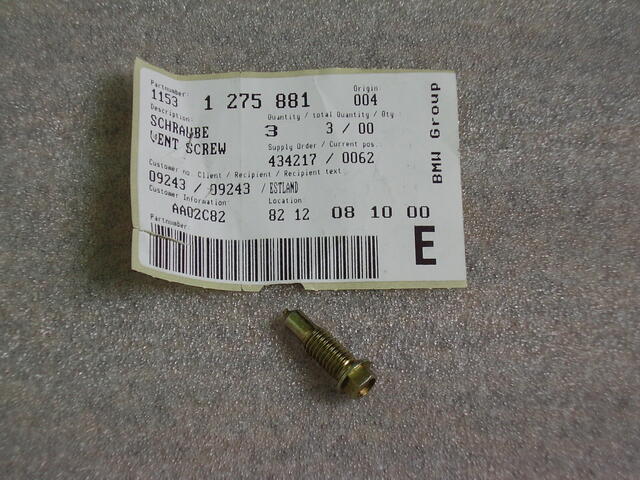 Partnumber:
1153 1 275 881
Origin
004
Description:
SCHRAUBE
VENT SCREW
Quantity / total Quantity / Qty.:
3 3 / 00
Supply Order / Current pos.:
434217 / 0062
Customer no. Client / Recipient / Recipient text
09243 / 09243 / ESTLAND
Customer Information:
AA02C82
Location
82 12 08 10 00
Partnumber:
E
BMW Group